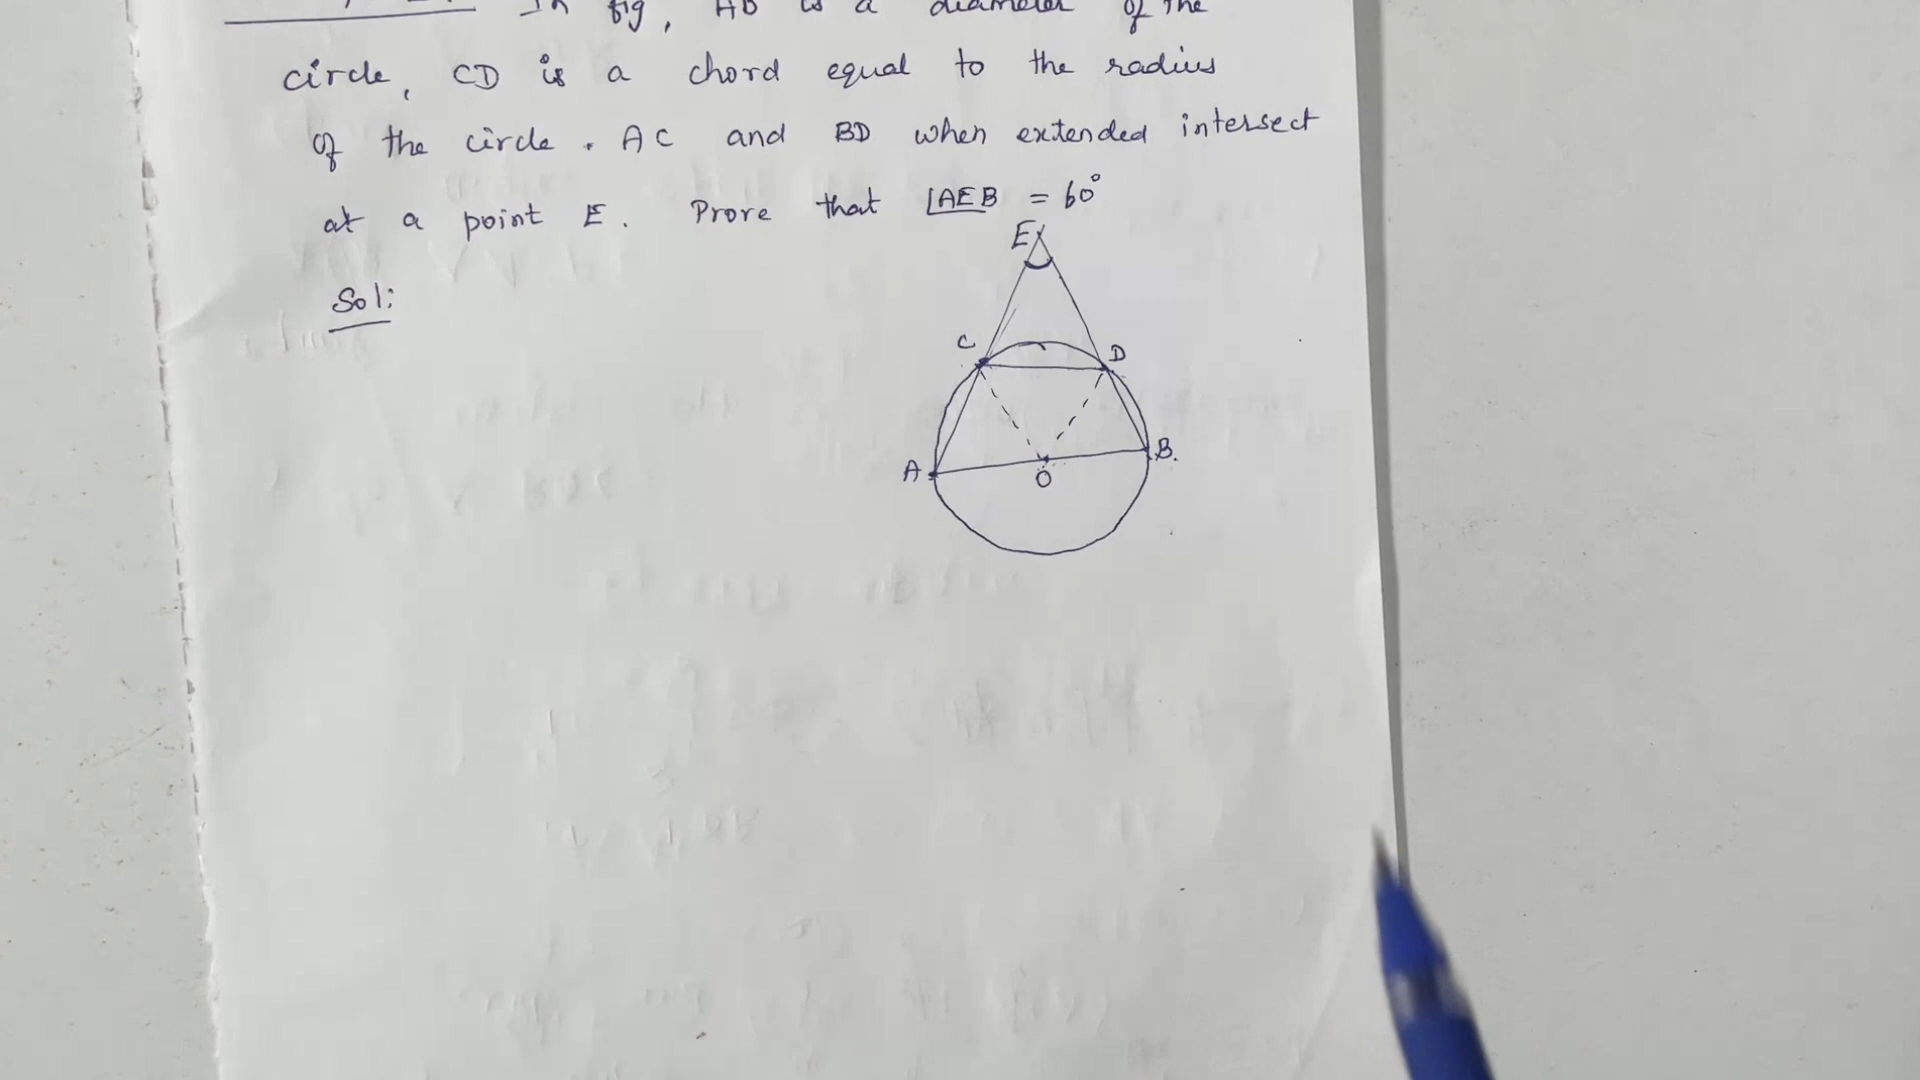 In fig, AB is a diameter of the
circle, CD is a chord equal to the radius
of the circle. AC and BD when extended intersect
at a point E. Prove that ∠AEB = 60°
E
Sol:
C D
A O B.